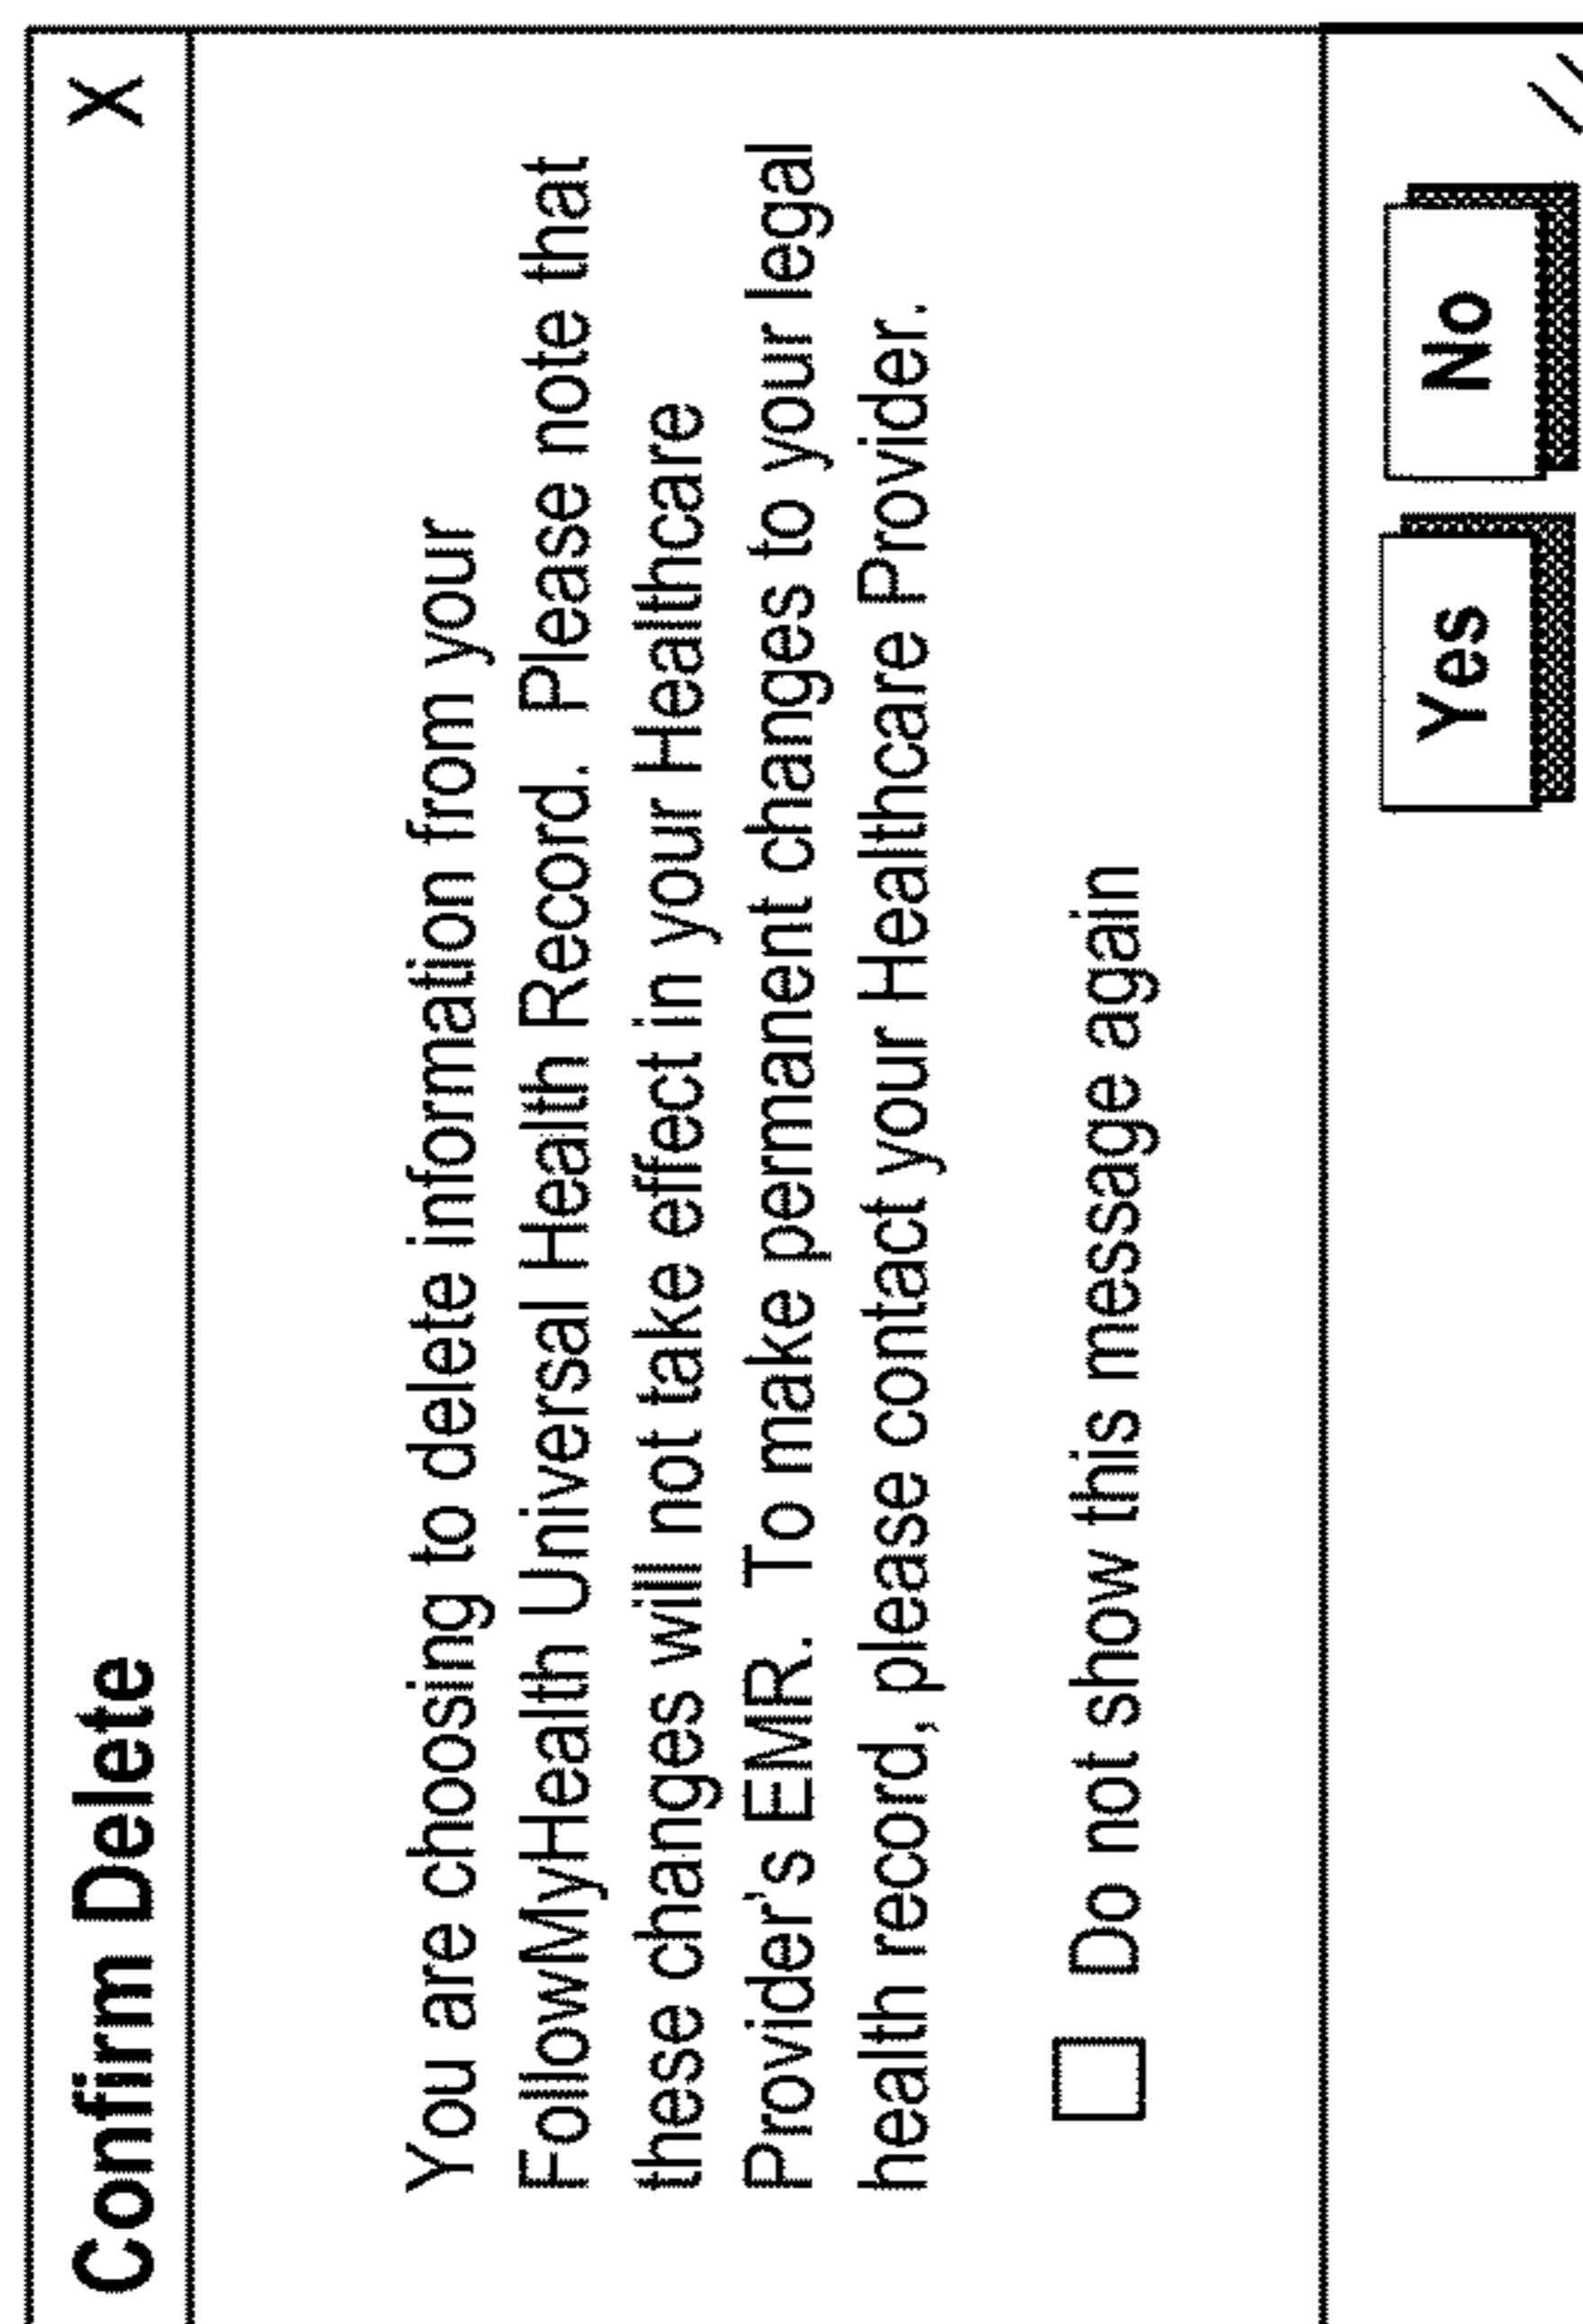 Confirm Delete X
You are choosing to delete information from your
FollowMyHealth Universal Health Record. Please note that
these changes will not take effect in your Healthcare
Provider's EMR. To make permanent changes to your legal
health record, please contact your Healthcare Provider.
Do not show this message again
Yes No